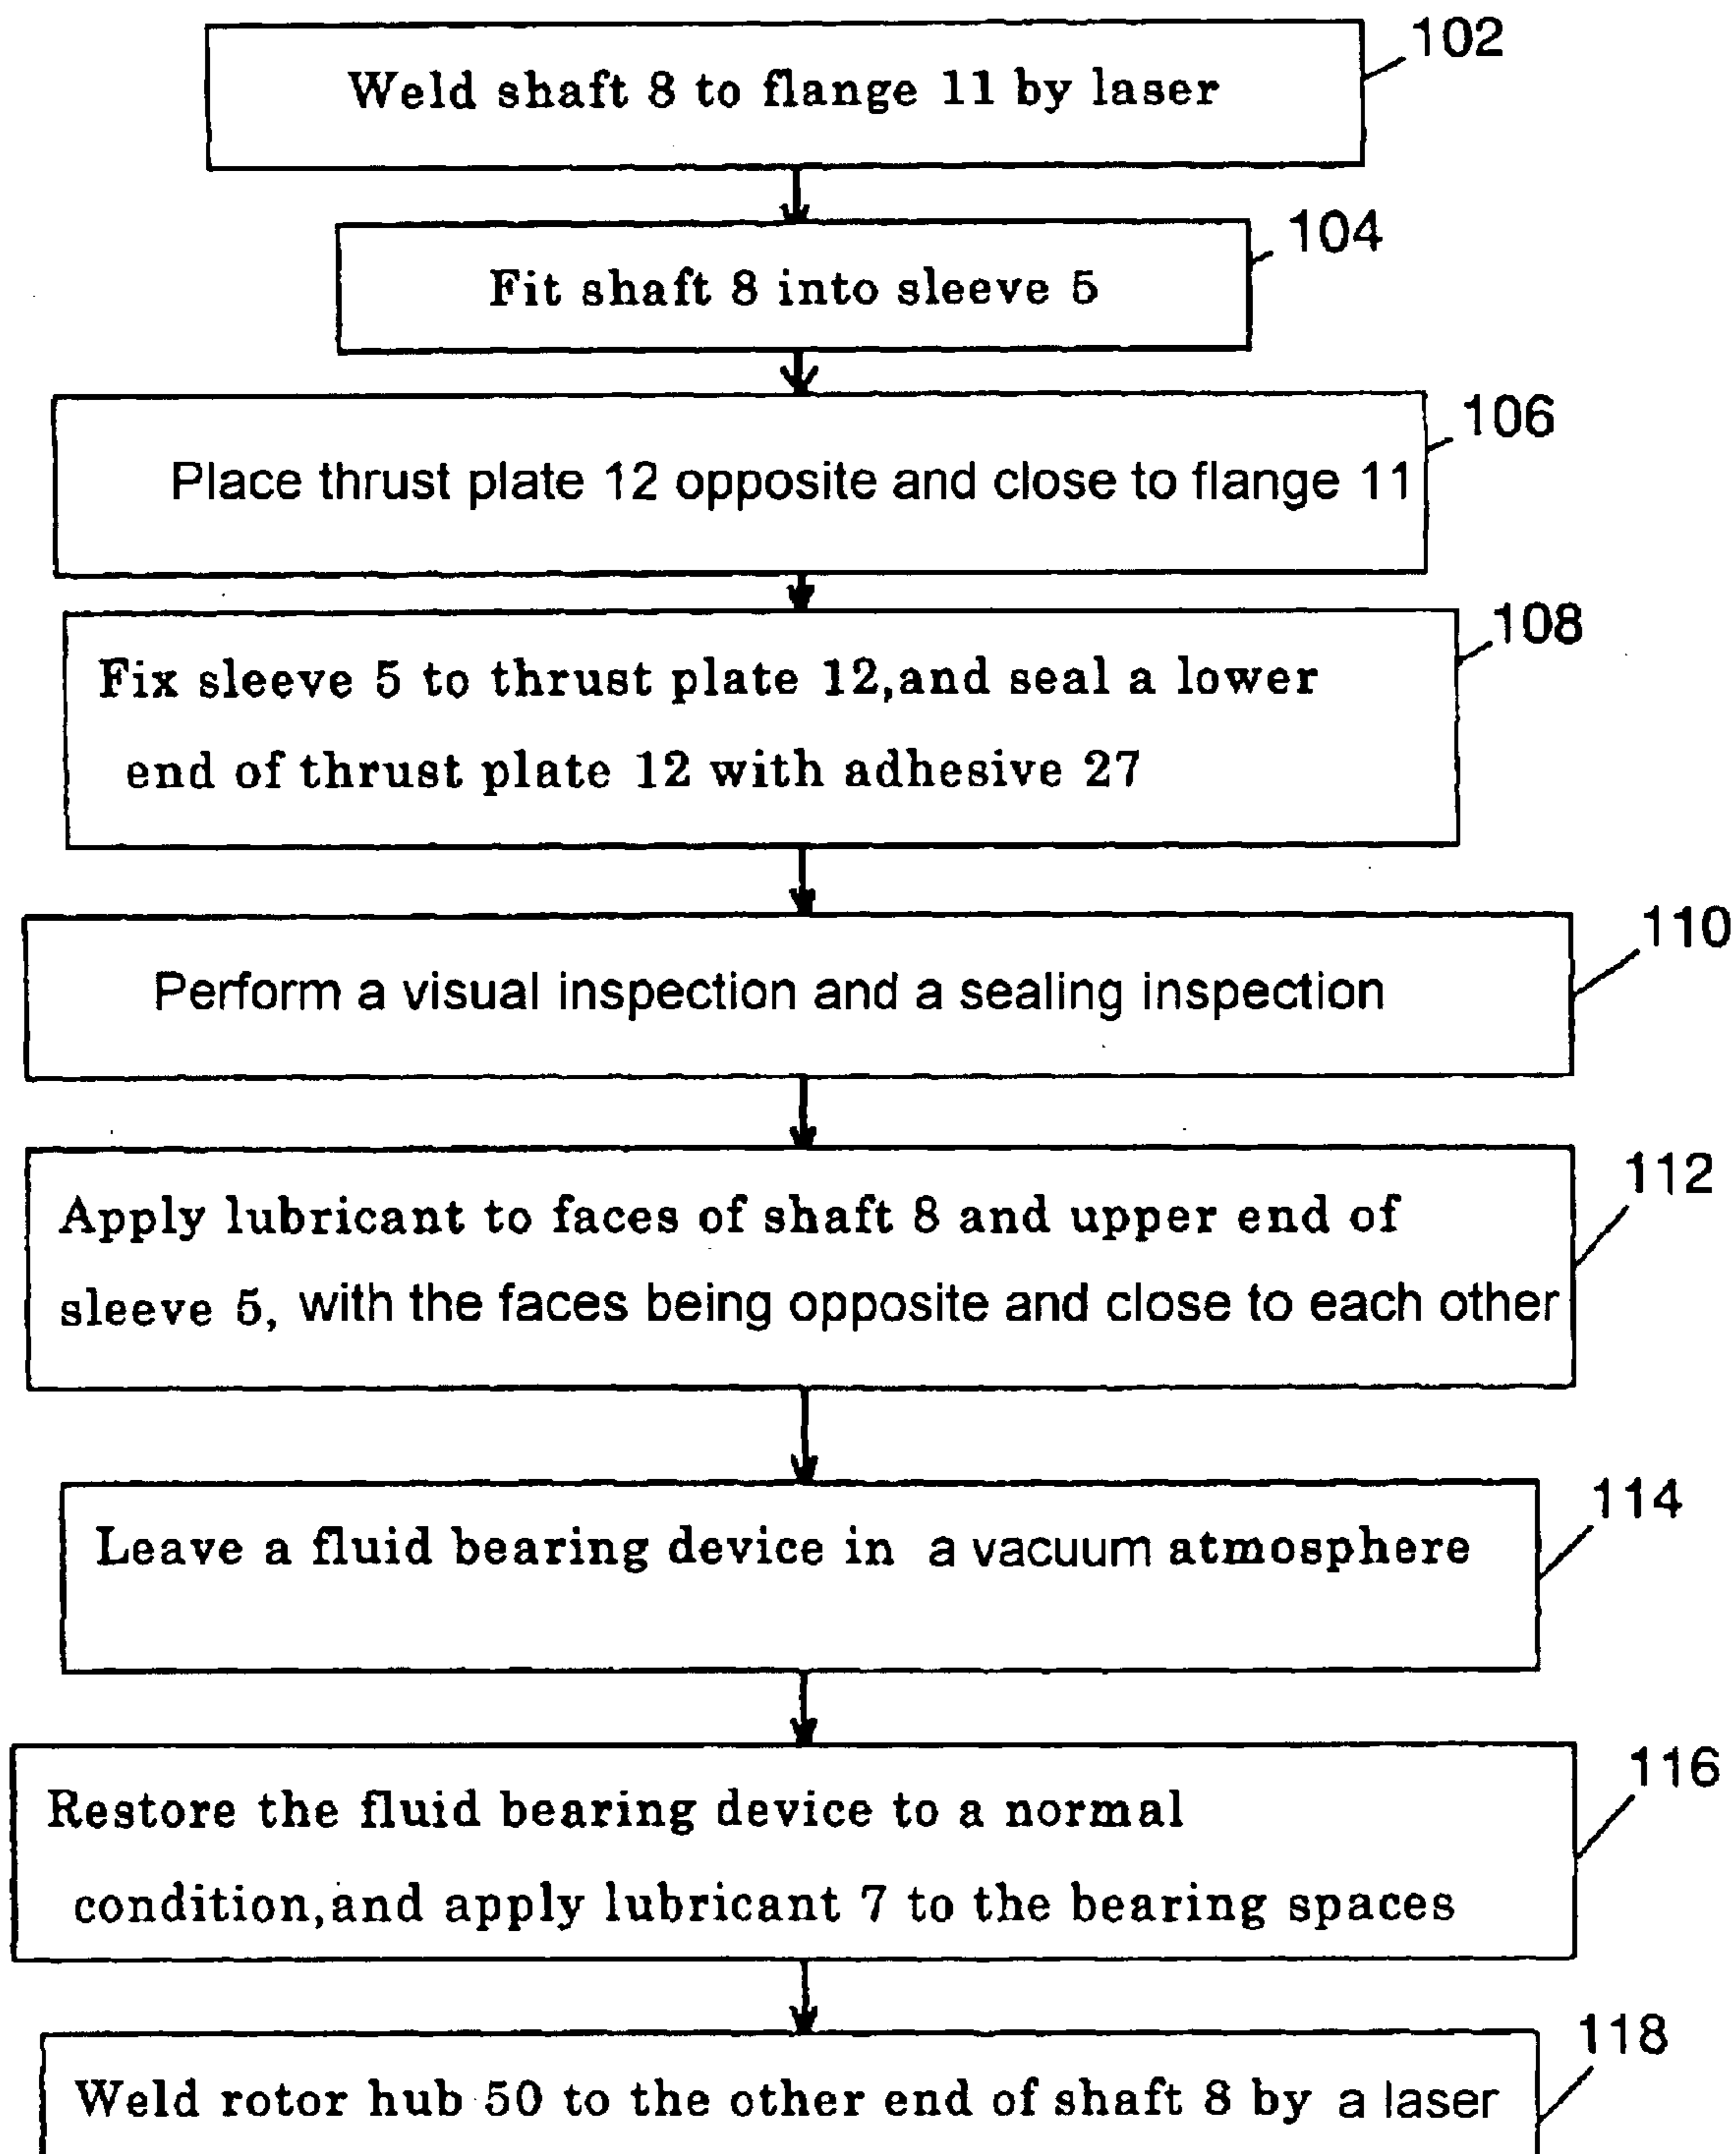 102
Weld shaft 8 to flange 11 by laser
104
Fit shaft 8 into sleeve 5
106
Place thrust plate 12 opposite and close to flange 11
108
Fix sleeve 5 to thrust plate 12,and seal a lower
end of thrust plate 12 with adhesive 27
110
Perform a visual inspection and a sealing inspection
112
Apply lubricant to faces of shaft 8 and upper end of
sleeve 5, with the faces being opposite and close to each other
114
Leave a fluid bearing device in a vacuum atmosphere
116
Restore the fluid bearing device to a normal
condition,and apply lubricant 7 to the bearing spaces
118
Weld rotor hub 50 to the other end of shaft 8 by a laser